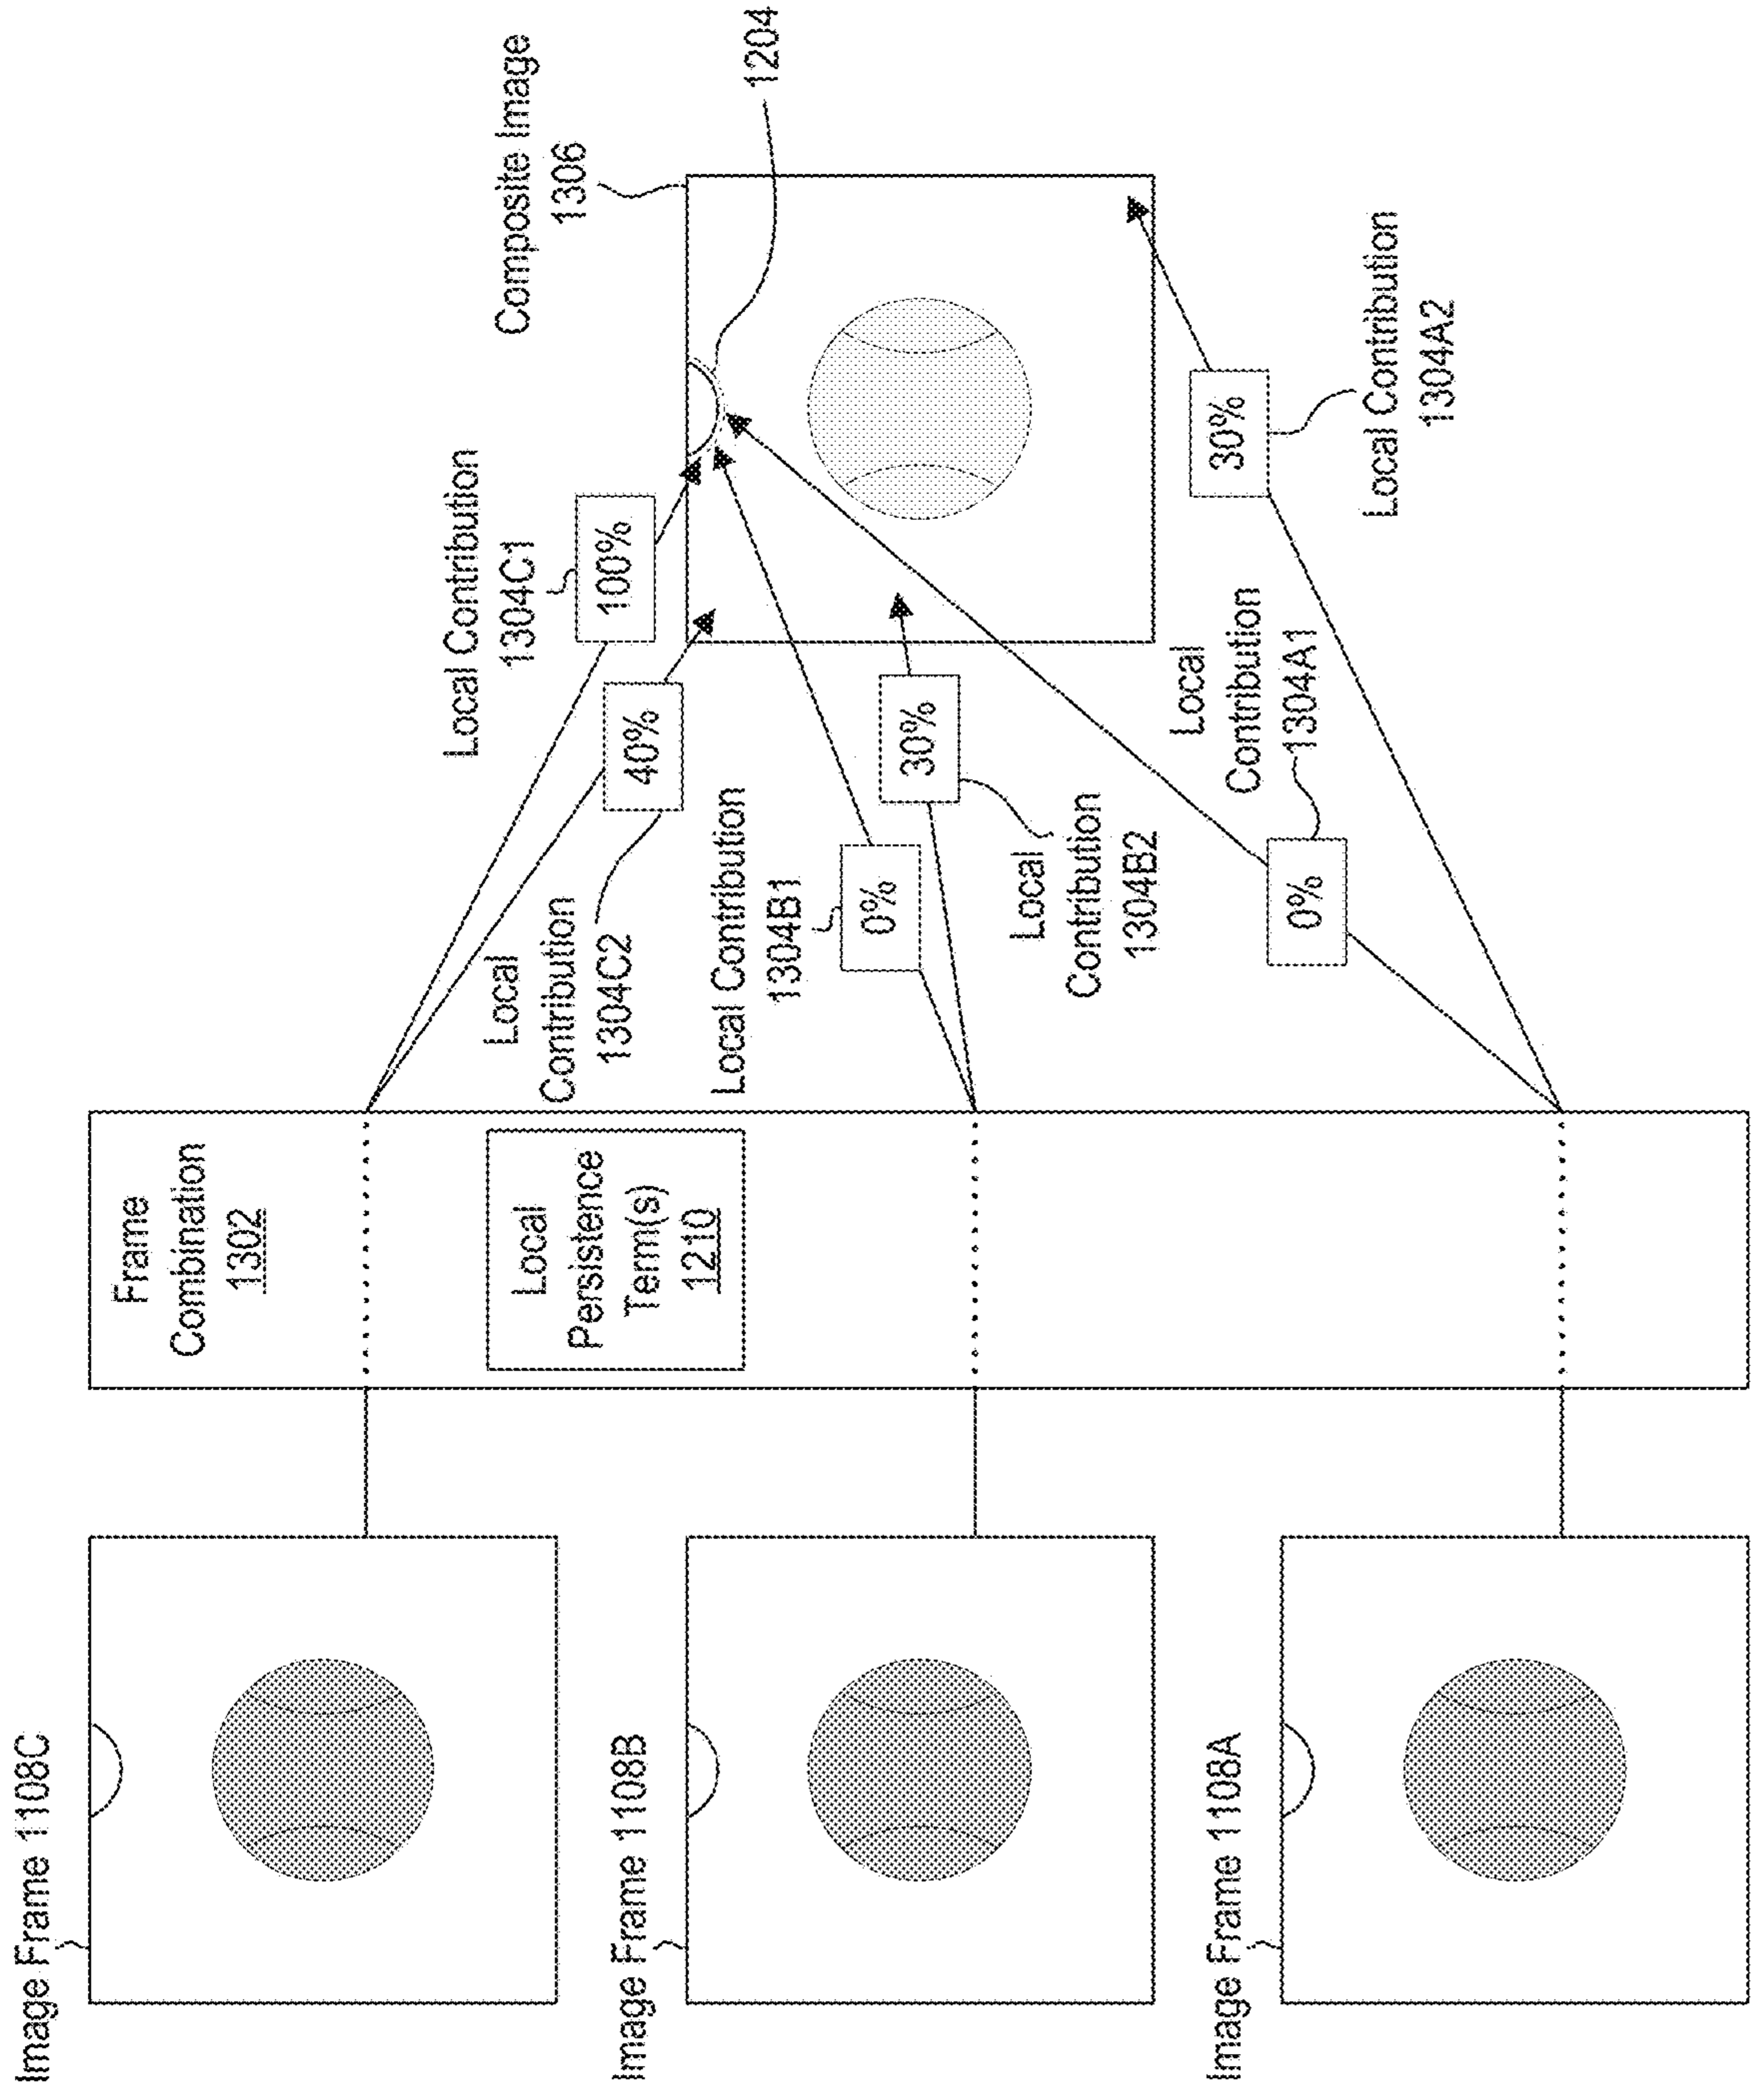 Image Frame 1108C
Image Frame 1108B
Image Frame 1108A
Frame
Combination
1302
Local
Persistence
Term(s)
1210
Local Contribution
1304C1
100%
Local
Contribution
1304C2
40%
Local Contribution
1304B1
0%
Local
Contribution
1304B2
30%
Local
Contribution
1304A1
0%
Local Contribution
1304A2
30%
Composite Image
1306
1204